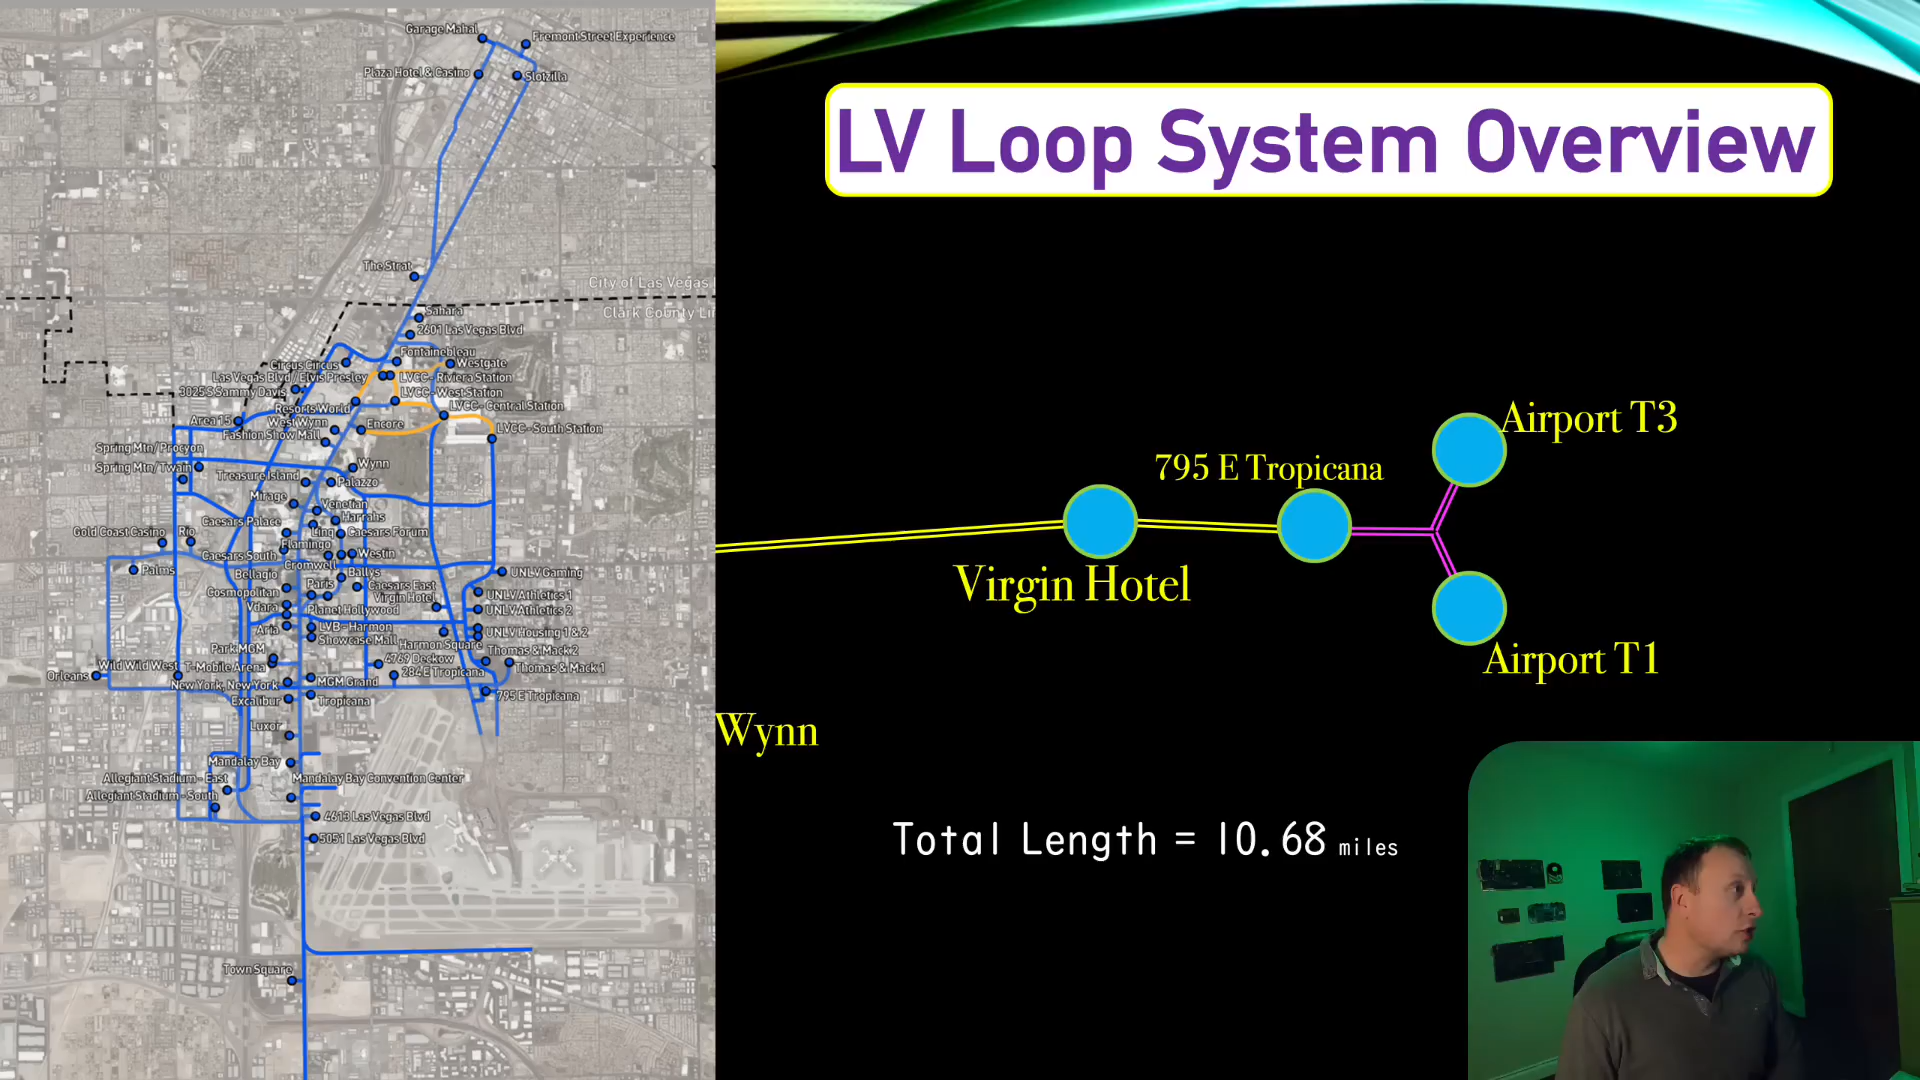 LV Loop System Overview
Garage Mahal
Fremont Street Experience
Plaza Hotel & Casino
Slotzilla
The Strat
City of Las Vegas
Clark County Li
Sahara
2601 Las Vegas Blvd
Fontainebleau
Circus Circus
Westgate
Las Vegas Blvd / Elvis Presley
LVCC - Riviera Station
3025 S Sammy Davis
LVCC - West Station
Resorts World
LVCC - Central Station
Area 15
West Wynn
Encore
LVCC - South Station
Fashion Show Mall
Spring Mtn/ Procyon
Spring Mtn/ Twain
Wynn
Treasure Island
Palazzo
Mirage
Venetian
Harrahs
Caesars Palace
Gold Coast Casino
Rio
Linq
Caesars Forum
Flamingo
Caesars South
Westin
Cromwell
Palms
Bellagio
Ballys
UNLV Gaming
Paris
Caesars East
Cosmopolitan
Virgin Hotel
UNLV Athletics 1
Vdara
Planet Hollywood
UNLV Athletics 2
Aria
LVB - Harmon
UNLV Housing 1 & 2
Showcase Mall
Harmon Square
Park MGM
Thomas & Mack 2
4769 Deckow
Wild Wild West
T-Mobile Arena
Thomas & Mack 1
Orleans
284 E Tropicana
New York, New York
MGM Grand
795 E Tropicana
Excalibur
Tropicana
Luxor
Mandalay Bay
Allegiant Stadium - East
Mandalay Bay Convention Center
Allegiant Stadium - South
4613 Las Vegas Blvd
5051 Las Vegas Blvd
Town Square
Airport T3
795 E Tropicana
Virgin Hotel
Airport T1
Wynn
Total Length = 10.68 miles